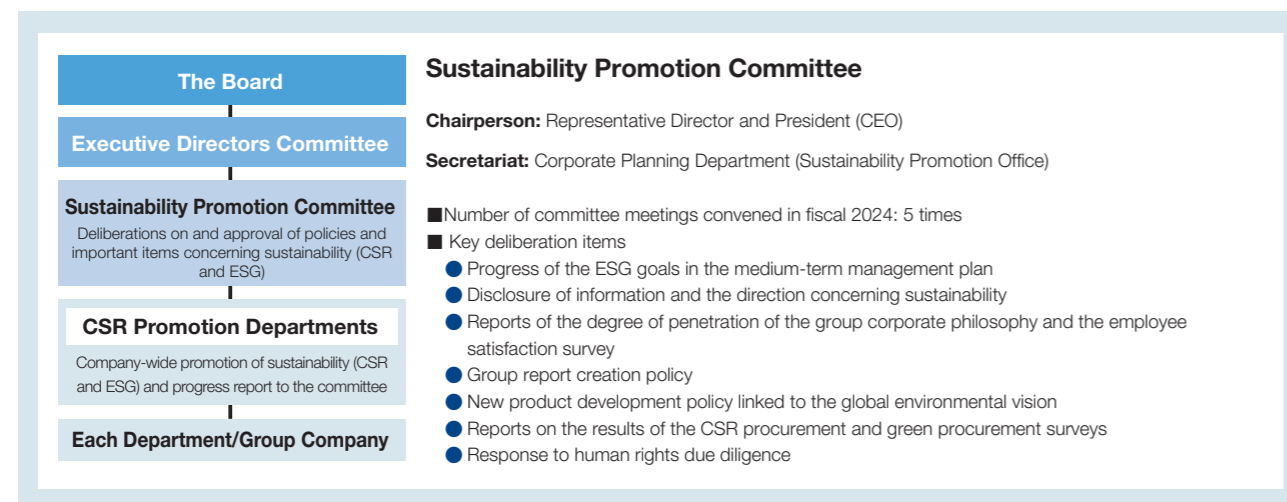 The Board
Executive Directors Committee
Sustainability Promotion Committee
Deliberations on and approval of policies and
important items concerning sustainability (CSR
and ESG)
CSR Promotion Departments
Company-wide promotion of sustainability (CSR
and ESG) and progress report to the committee
Each Department/Group Company
Sustainability Promotion Committee
Chairperson: Representative Director and President (CEO)
Secretariat: Corporate Planning Department (Sustainability Promotion Office)
■Number of committee meetings convened in fiscal 2024: 5 times
■ Key deliberation items
● Progress of the ESG goals in the medium-term management plan
● Disclosure of information and the direction concerning sustainability
● Reports of the degree of penetration of the group corporate philosophy and the employee
satisfaction survey
● Group report creation policy
● New product development policy linked to the global environmental vision
● Reports on the results of the CSR procurement and green procurement surveys
● Response to human rights due diligence